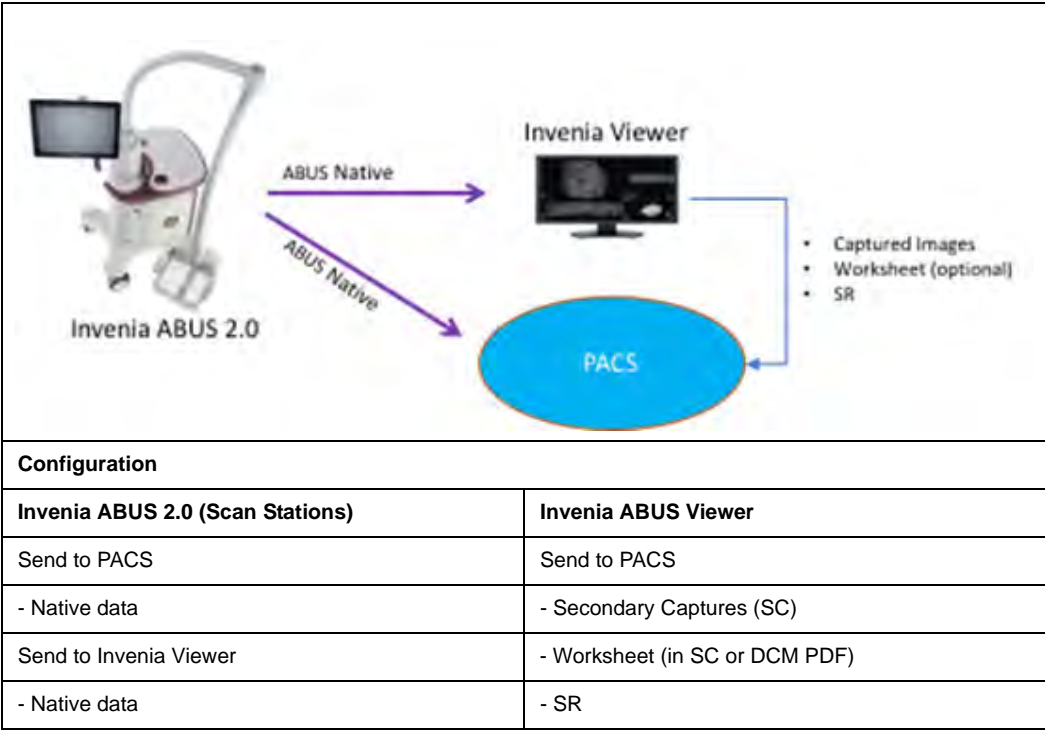 Invenia Viewer
ABUS Native
ABUS Native
Invenia ABUS 2.0
PACS
• Captured Images
• Worksheet (optional)
• SR
Configuration
Invenia ABUS 2.0 (Scan Stations)
Invenia ABUS Viewer
Send to PACS
Send to PACS
- Native data
- Secondary Captures (SC)
Send to Invenia Viewer
- Worksheet (in SC or DCM PDF)
- Native data
- SR